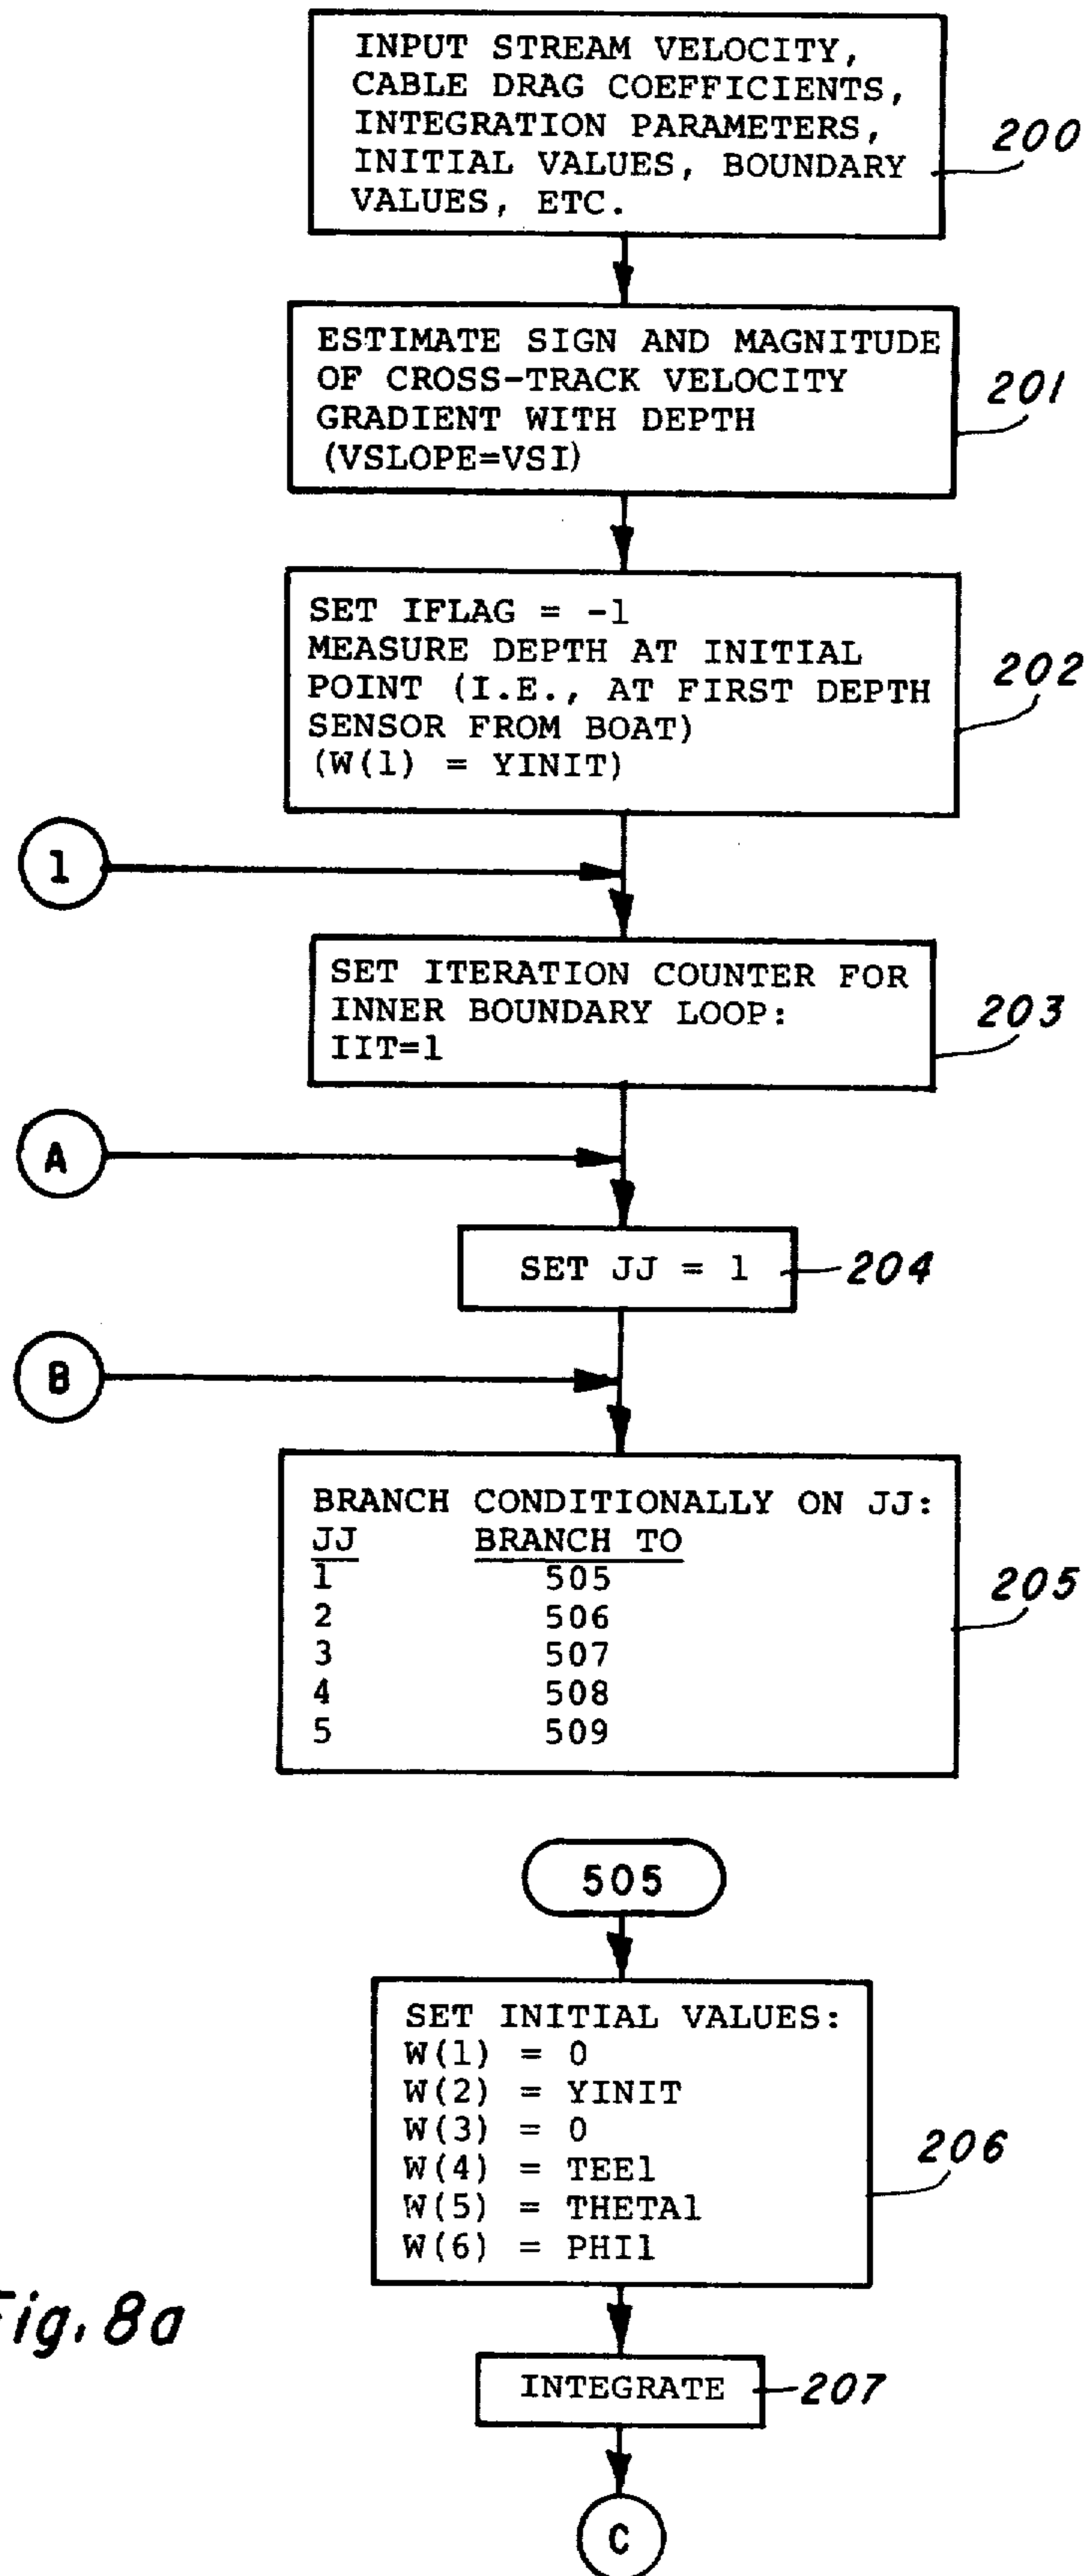 INPUT STREAM VELOCITY,
CABLE DRAG COEFFICIENTS,
INTEGRATION PARAMETERS,
INITIAL VALUES, BOUNDARY
VALUES, ETC.
200
ESTIMATE SIGN AND MAGNITUDE
OF CROSS-TRACK VELOCITY
GRADIENT WITH DEPTH
(VSLOPE=VSI)
201
SET IFLAG = -1
MEASURE DEPTH AT INITIAL
POINT (I.E., AT FIRST DEPTH
SENSOR FROM BOAT)
(W(1) = YINIT)
202
1
SET ITERATION COUNTER FOR
INNER BOUNDARY LOOP:
IIT=1
203
A
SET JJ = 1
204
B
BRANCH CONDITIONALLY ON JJ:
JJ BRANCH TO
1 505
2 506
3 507
4 508
5 509
205
505
SET INITIAL VALUES:
W(1) = 0
W(2) = YINIT
W(3) = 0
W(4) = TEE1
W(5) = THETA1
W(6) = PHI1
206
Fig. 8a
INTEGRATE
207
C